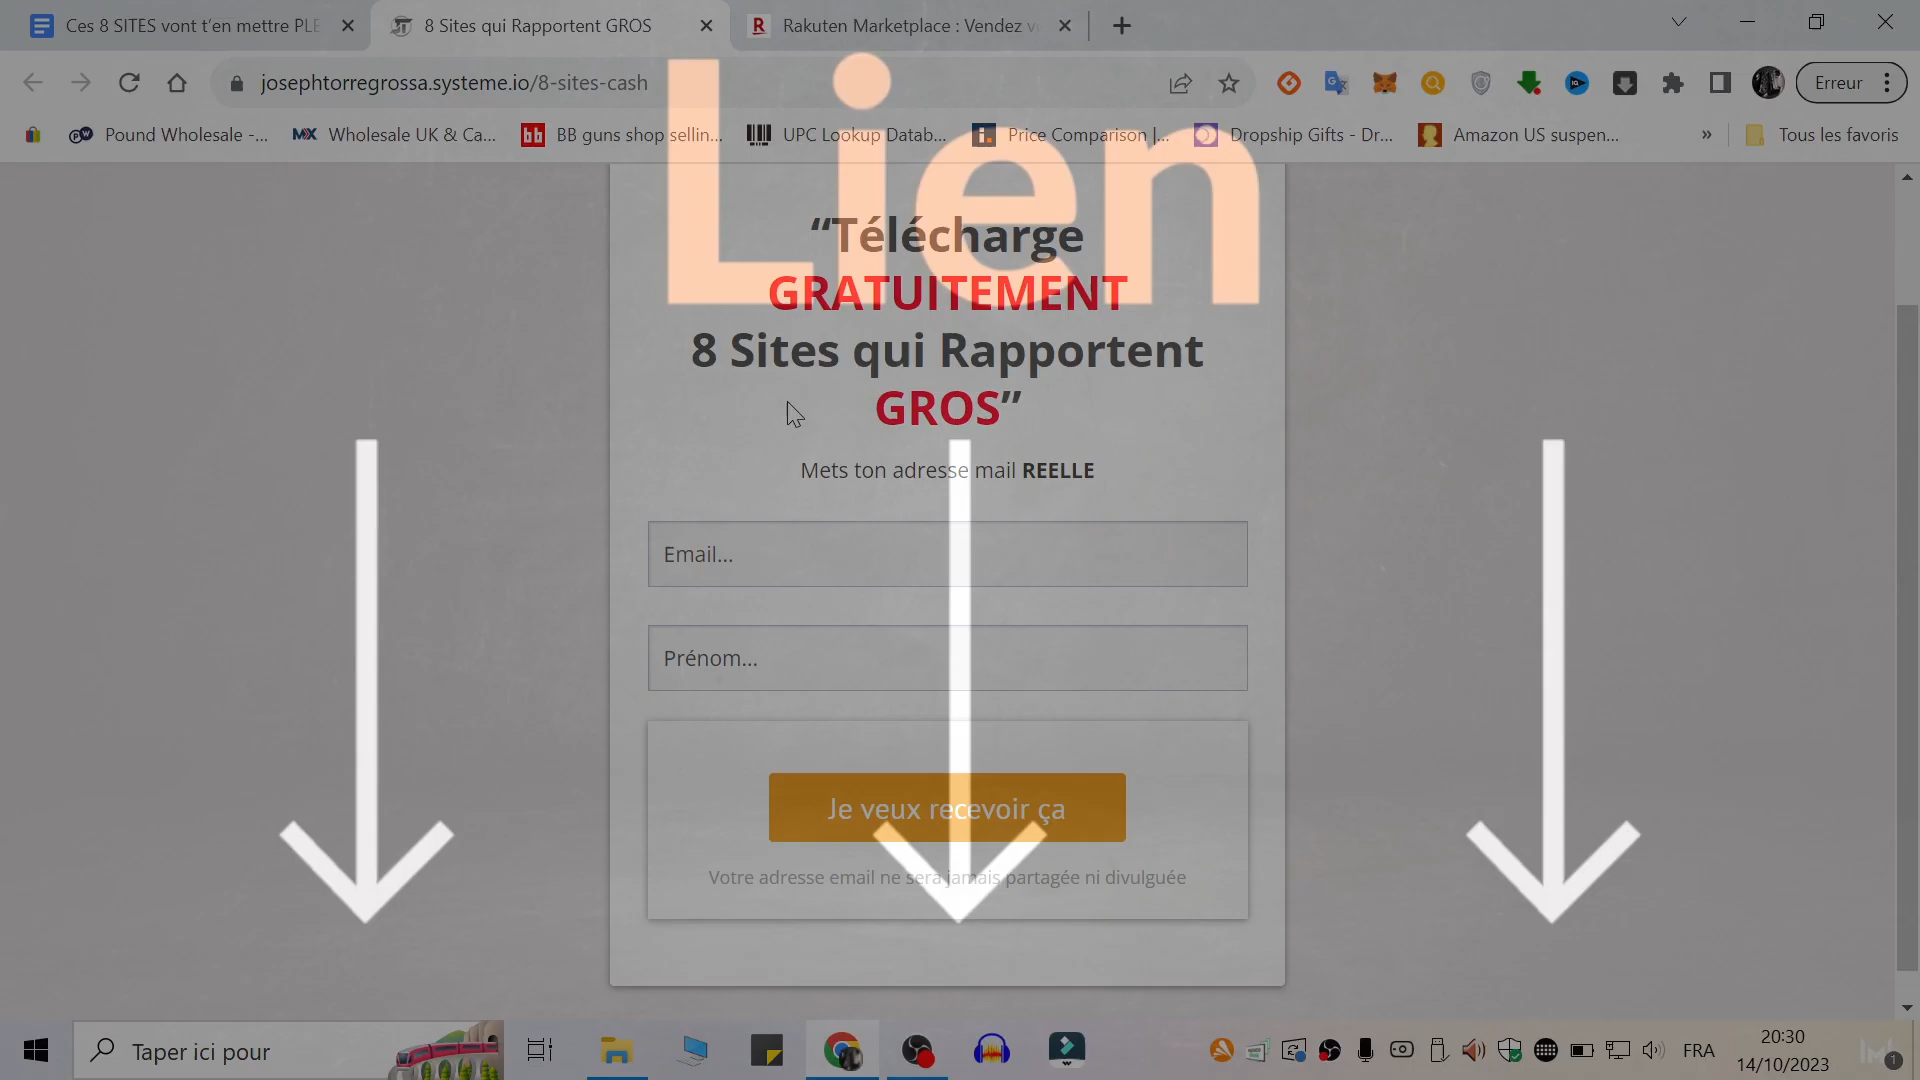 Ces 8 SITES vont t'en mettre PLE
8 Sites qui Rapportent GROS
Rakuten Marketplace : Vendez v
josephtorregrossa.systeme.io/8-sites-cash
Erreur
Pound Wholesale -...
Wholesale UK & Ca...
BB guns shop sellin...
UPC Lookup Datab...
Price Comparison |...
Dropship Gifts - Dr...
Amazon US suspen...
»
Tous les favoris
Lien
“Télécharge
GRATUITEMENT
8 Sites qui Rapportent
GROS”
Mets ton adresse mail REELLE
Email...
Prénom...
Je veux recevoir ça
Votre adresse email ne sera jamais partagée ni divulguée
Taper ici pour
FRA
20:30
14/10/2023
1